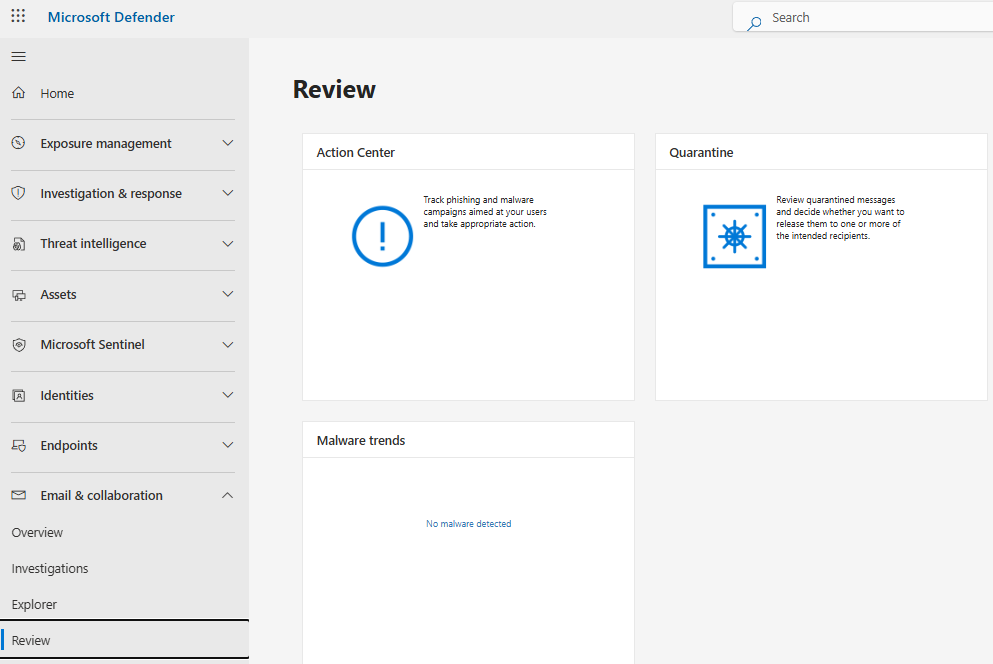 Microsoft Defender
Search
Home
Exposure management
Investigation & response
Threat intelligence
Assets
Microsoft Sentinel
Identities
Endpoints
Email & collaboration
Overview
Investigations
Explorer
Review
Review
Action Center
Track phishing and malware
campaigns aimed at your users
and take appropriate action.
Quarantine
Review quarantined messages
and decide whether you want to
release them to one or more of
the intended recipients.
Malware trends
No malware detected